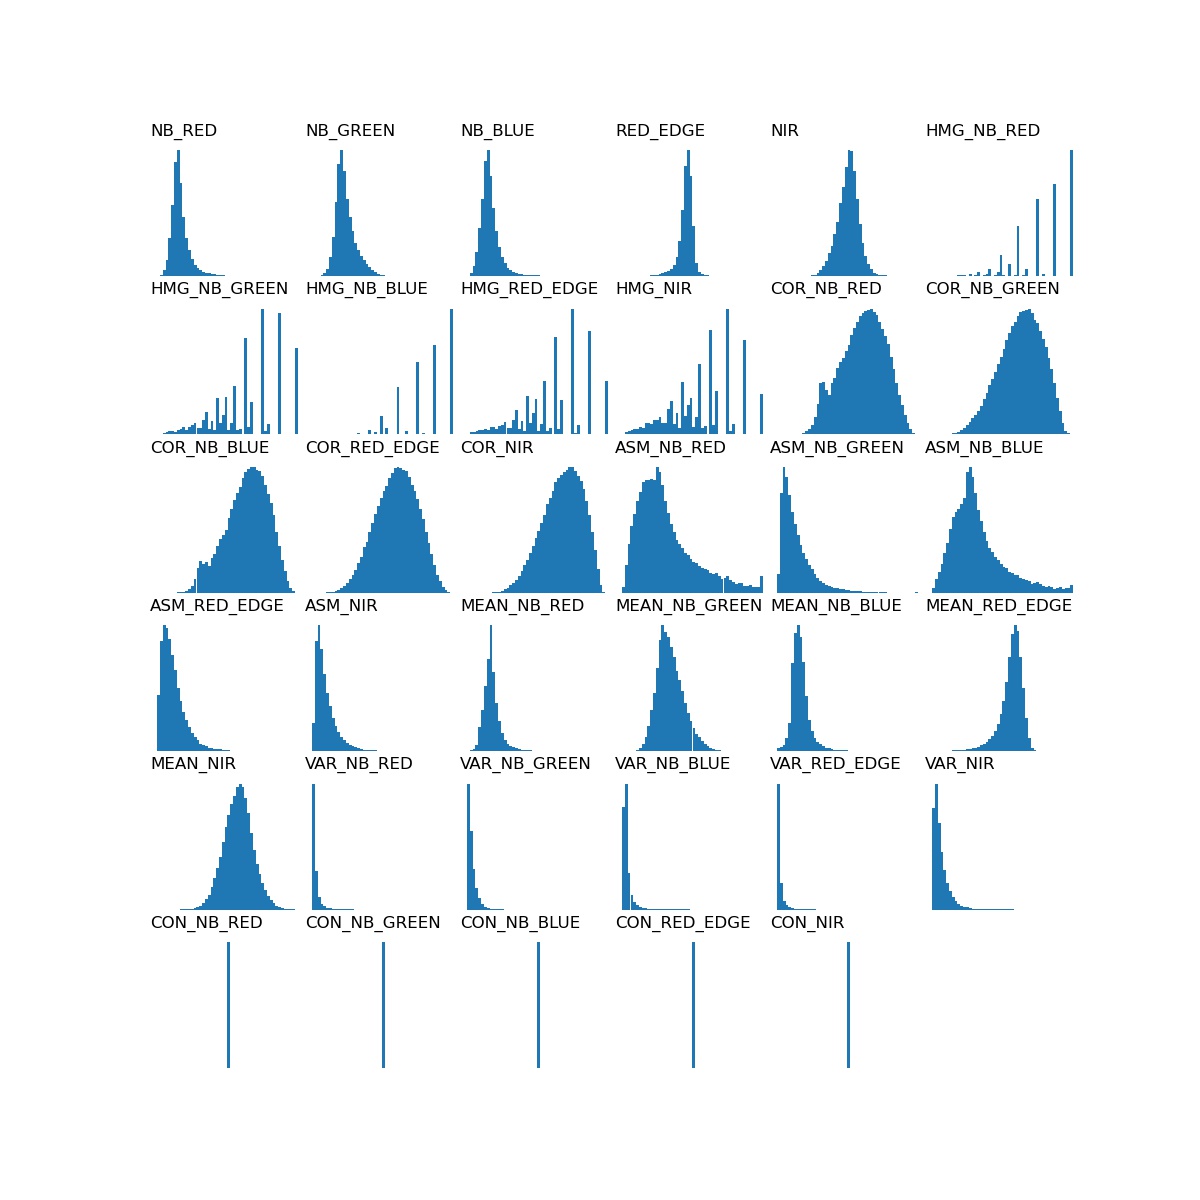 NB_RED NB_GREEN NB_BLUE RED_EDGE NIR HMG_NB_RED
HMG_NB_GREEN HMG_NB_BLUE HMG_RED_EDGE HMG_NIR COR_NB_RED COR_NB_GREEN
COR_NB_BLUE COR_RED_EDGE COR_NIR ASM_NB_RED ASM_NB_GREEN ASM_NB_BLUE
ASM_RED_EDGE ASM_NIR MEAN_NB_RED MEAN_NB_GREEN MEAN_NB_BLUE MEAN_RED_EDGE
MEAN_NIR VAR_NB_RED VAR_NB_GREEN VAR_NB_BLUE VAR_RED_EDGE VAR_NIR
CON_NB_RED CON_NB_GREEN CON_NB_BLUE CON_RED_EDGE CON_NIR